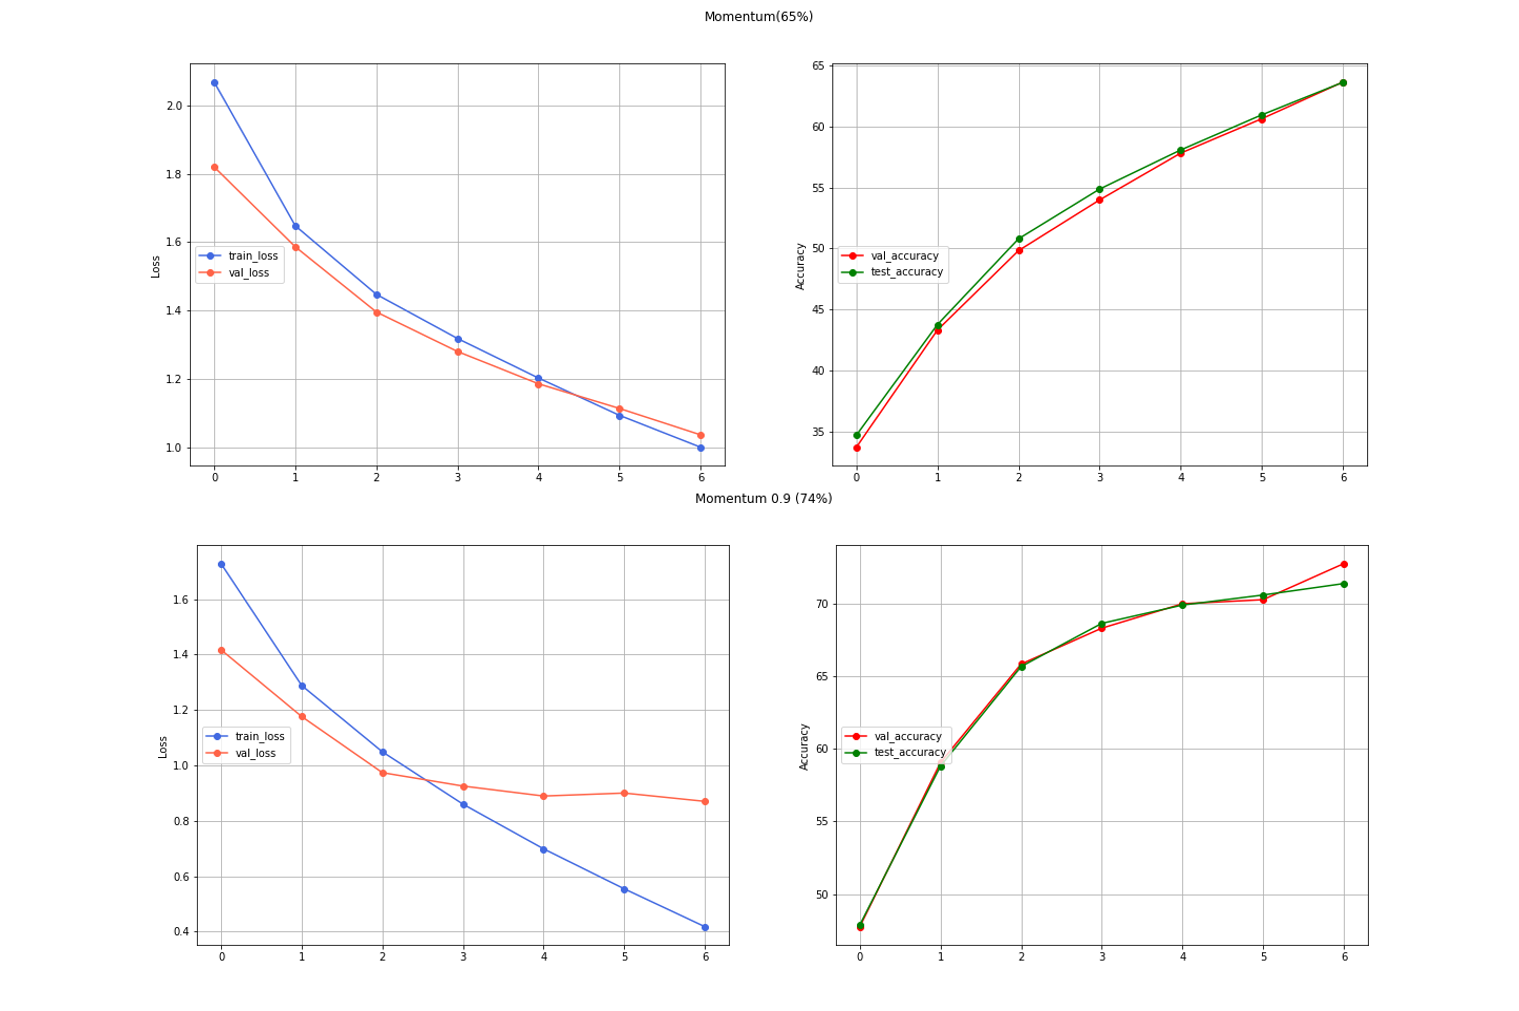 Momentum(65%)
Loss
2.0
1.8
1.6
1.4
1.2
1.0
train_loss
val_loss
0 1 2 3 4 5 6
Accuracy
65
60
55
50
45
40
35
val_accuracy
test_accuracy
0 1 2 3 4 5 6
Momentum 0.9 (74%)
Loss
1.6
1.4
1.2
1.0
0.8
0.6
0.4
train_loss
val_loss
0 1 2 3 4 5 6
Accuracy
70
65
60
55
50
val_accuracy
test_accuracy
0 1 2 3 4 5 6